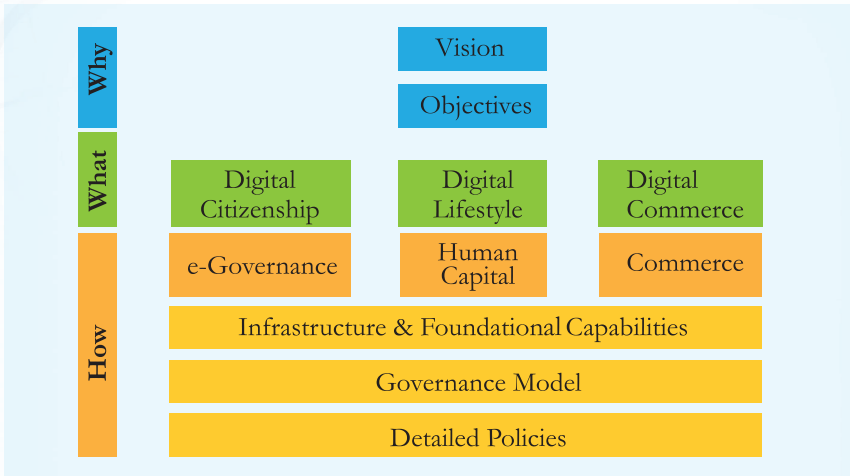 Why
Vision
Objectives
What
Digital
Citizenship
Digital
Lifestyle
Digital
Commerce
How
e-Governance
Human
Capital
Commerce
Infrastructure & Foundational Capabilities
Governance Model
Detailed Policies